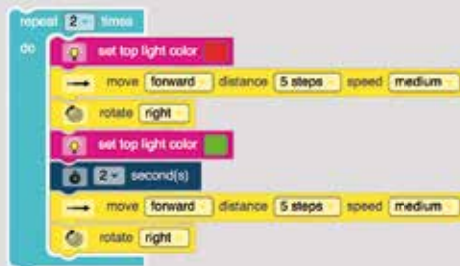 repeat 2 times
do
set top light color
move forward distance 5 steps speed medium
rotate right
set top light color
2 second(s)
move forward distance 5 steps speed medium
rotate right